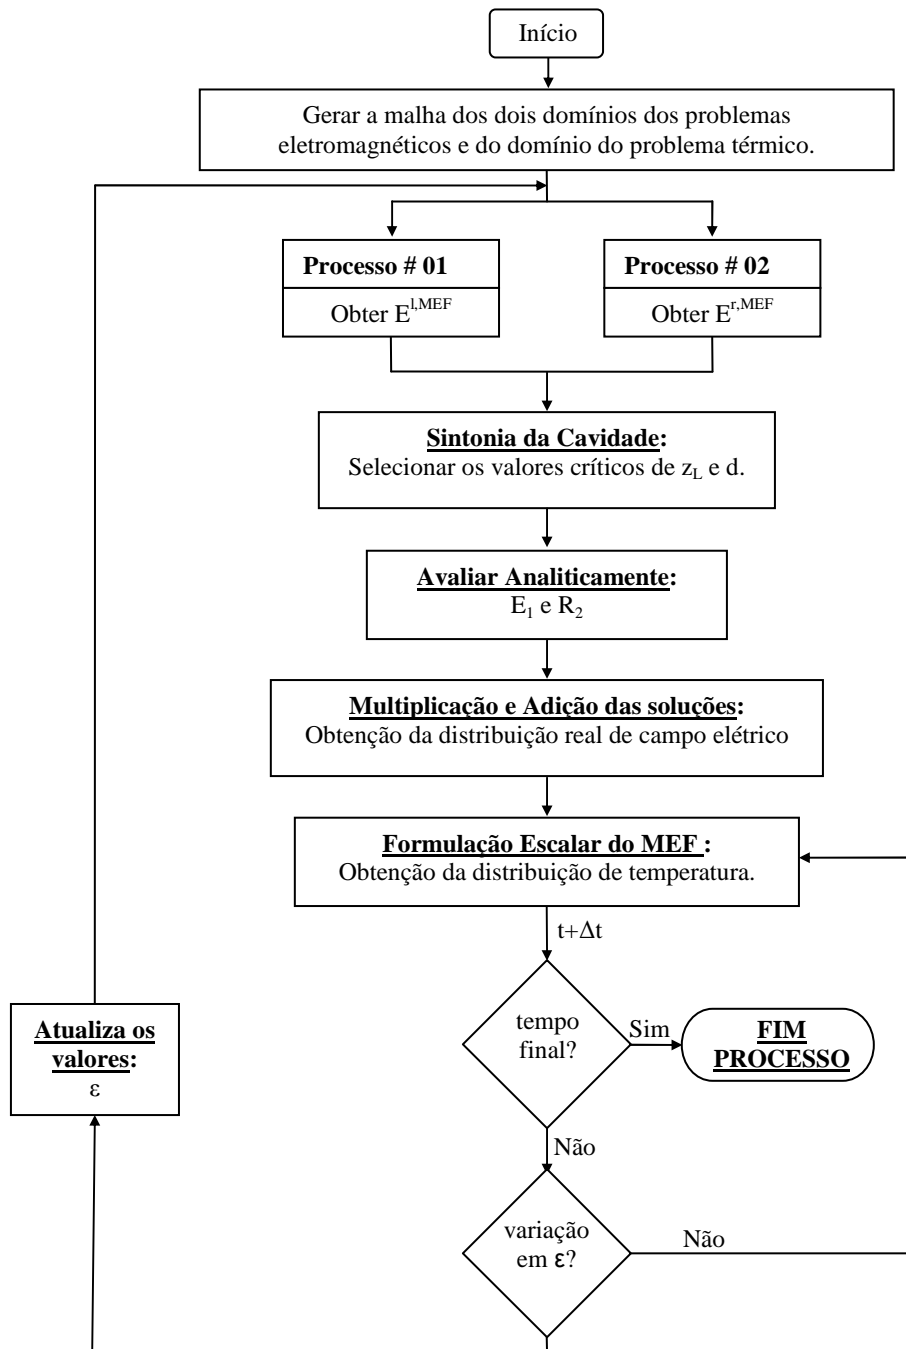 Início
Gerar a malha dos dois domínios dos problemas
eletromagnéticos e do domínio do problema térmico.
Processo # 01
Obter E^l,MEF
Processo # 02
Obter E^r,MEF
Sintonia da Cavidade:
Selecionar os valores críticos de z_L e d.
Avaliar Analiticamente:
E₁ e R₂
Multiplicação e Adição das soluções:
Obtenção da distribuição real de campo elétrico
Formulação Escalar do MEF :
Obtenção da distribuição de temperatura.
t+Δt
tempo
final?
Sim
FIM
PROCESSO
Atualiza os
valores:
ε
Não
variação
em ε?
Não